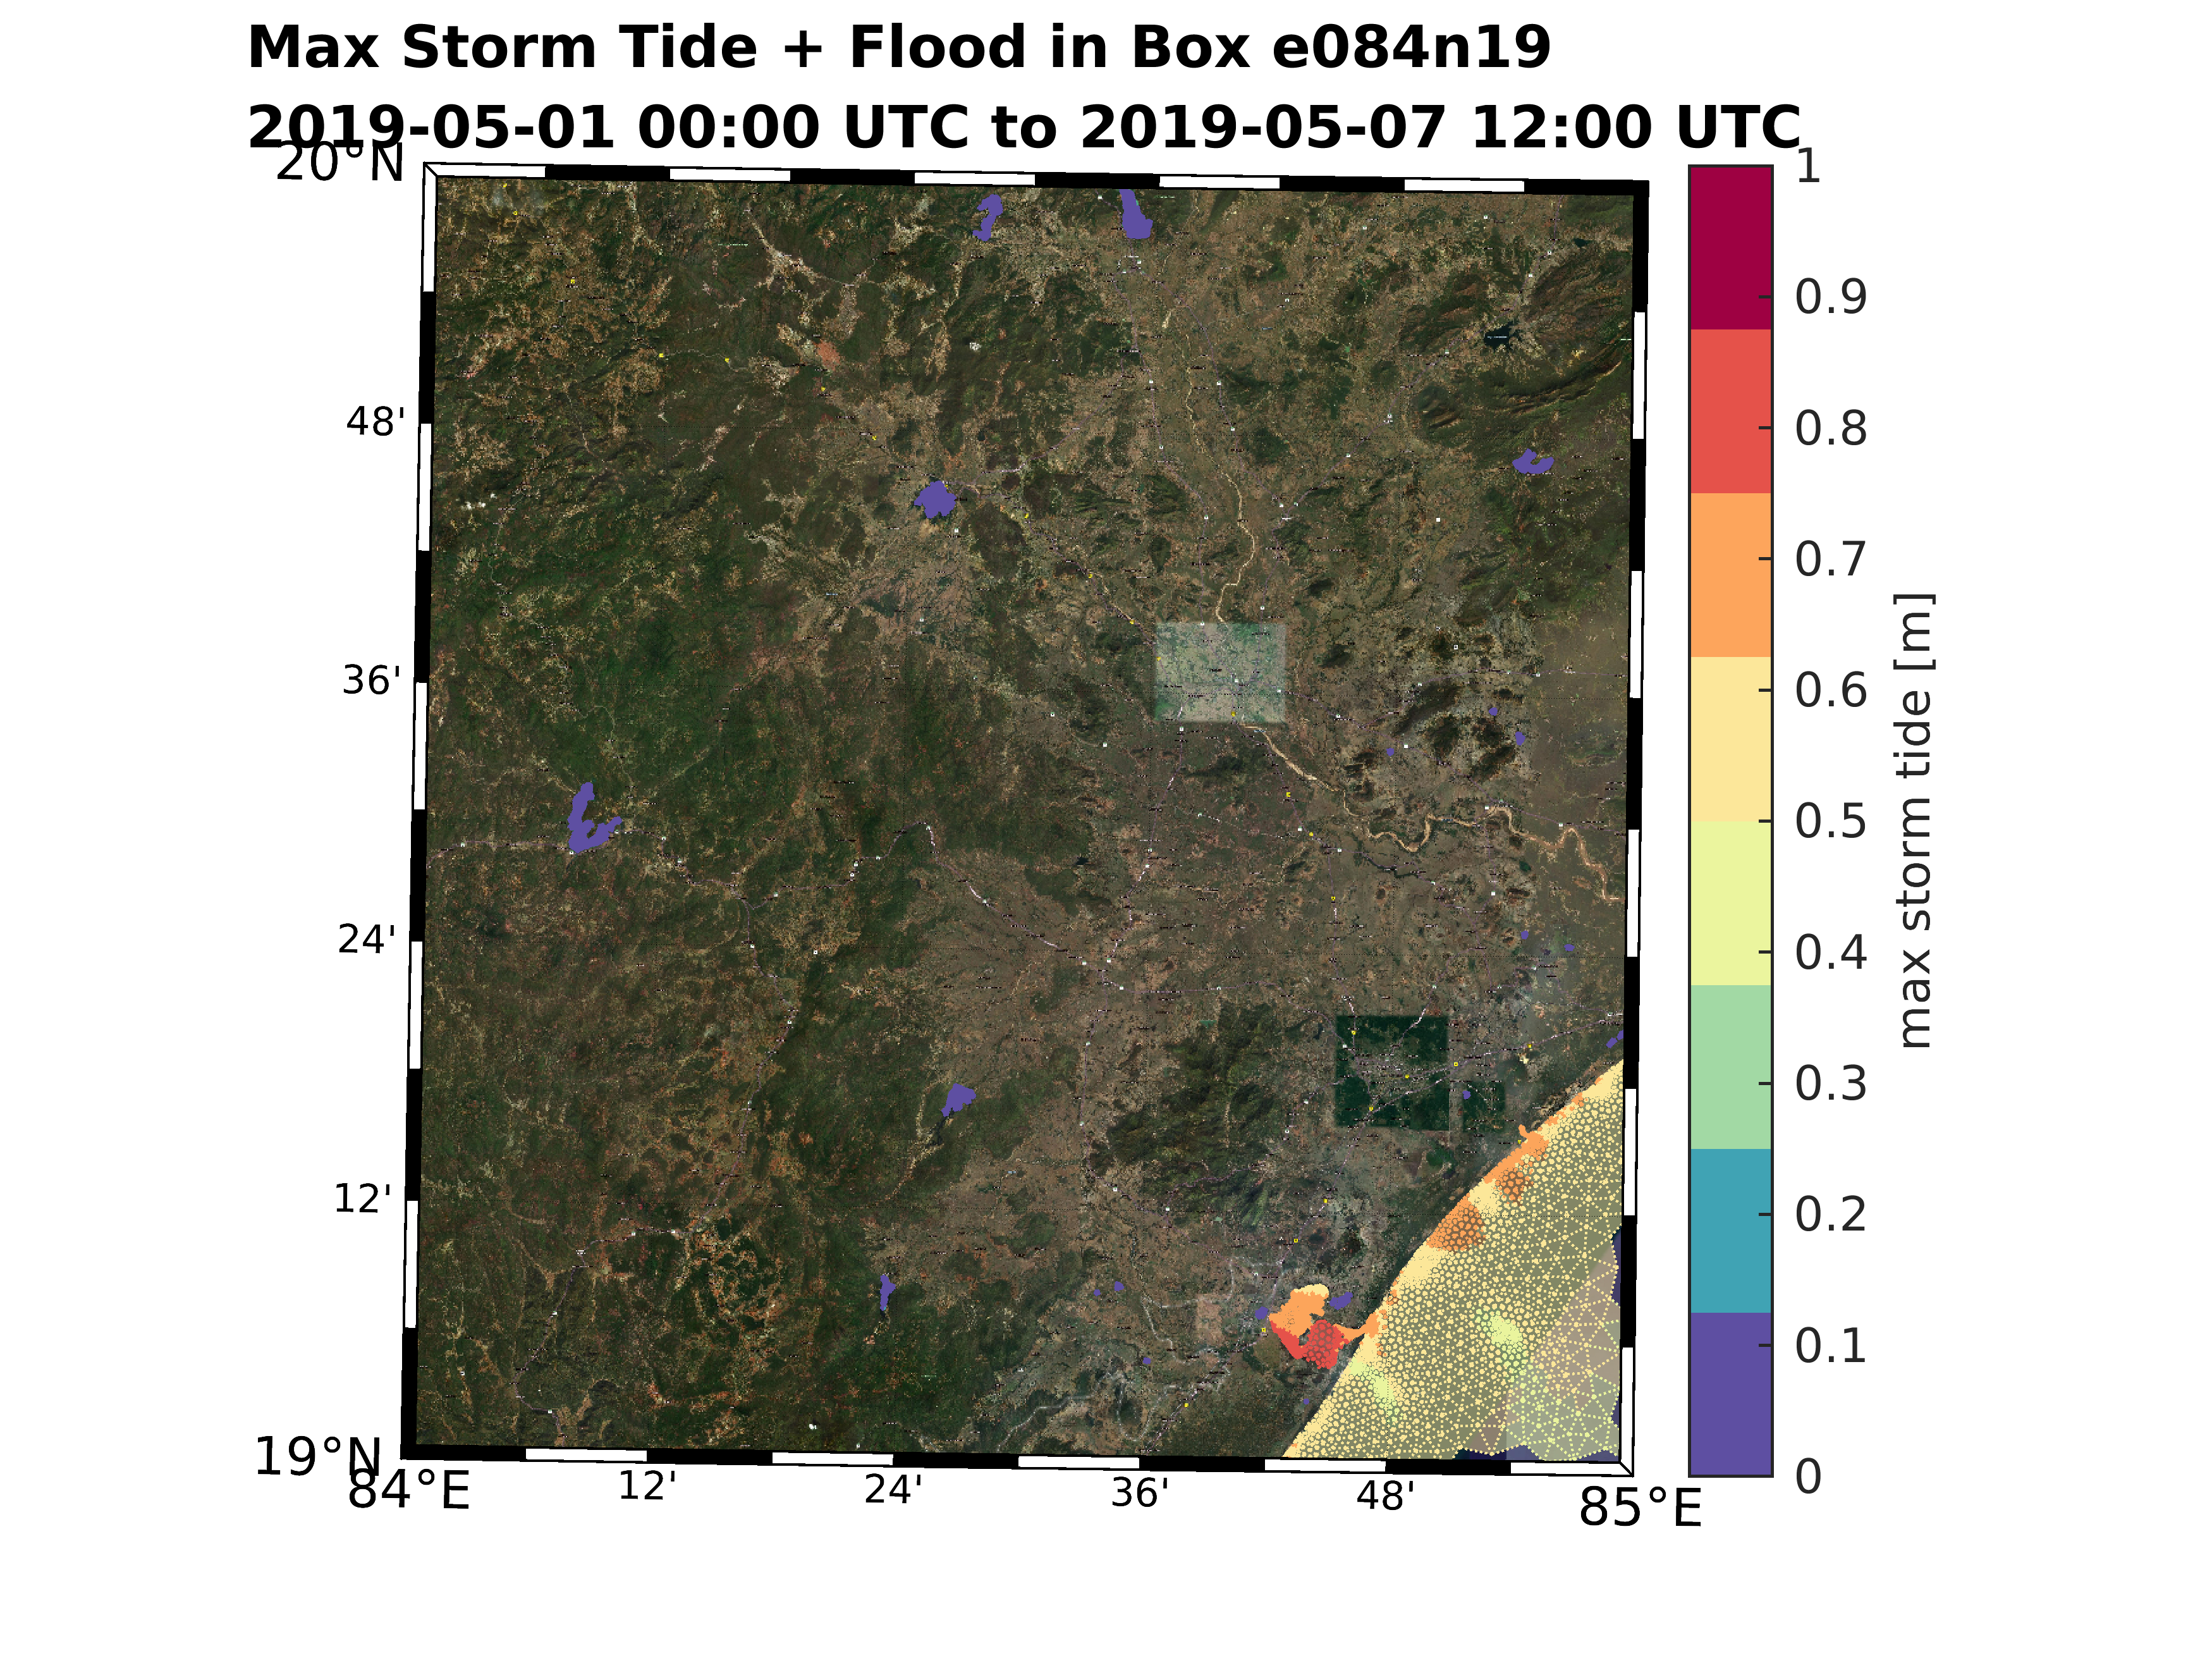 Max Storm Tide + Flood in Box e084n19
2019-05-01 00:00 UTC to 2019-05-07 12:00 UTC
20°N
48'
36'
24'
12'
19°N
84°E
12'
24'
36'
48'
85°E
1
0.9
0.8
0.7
0.6
0.5
0.4
0.3
0.2
0.1
0
max storm tide [m]